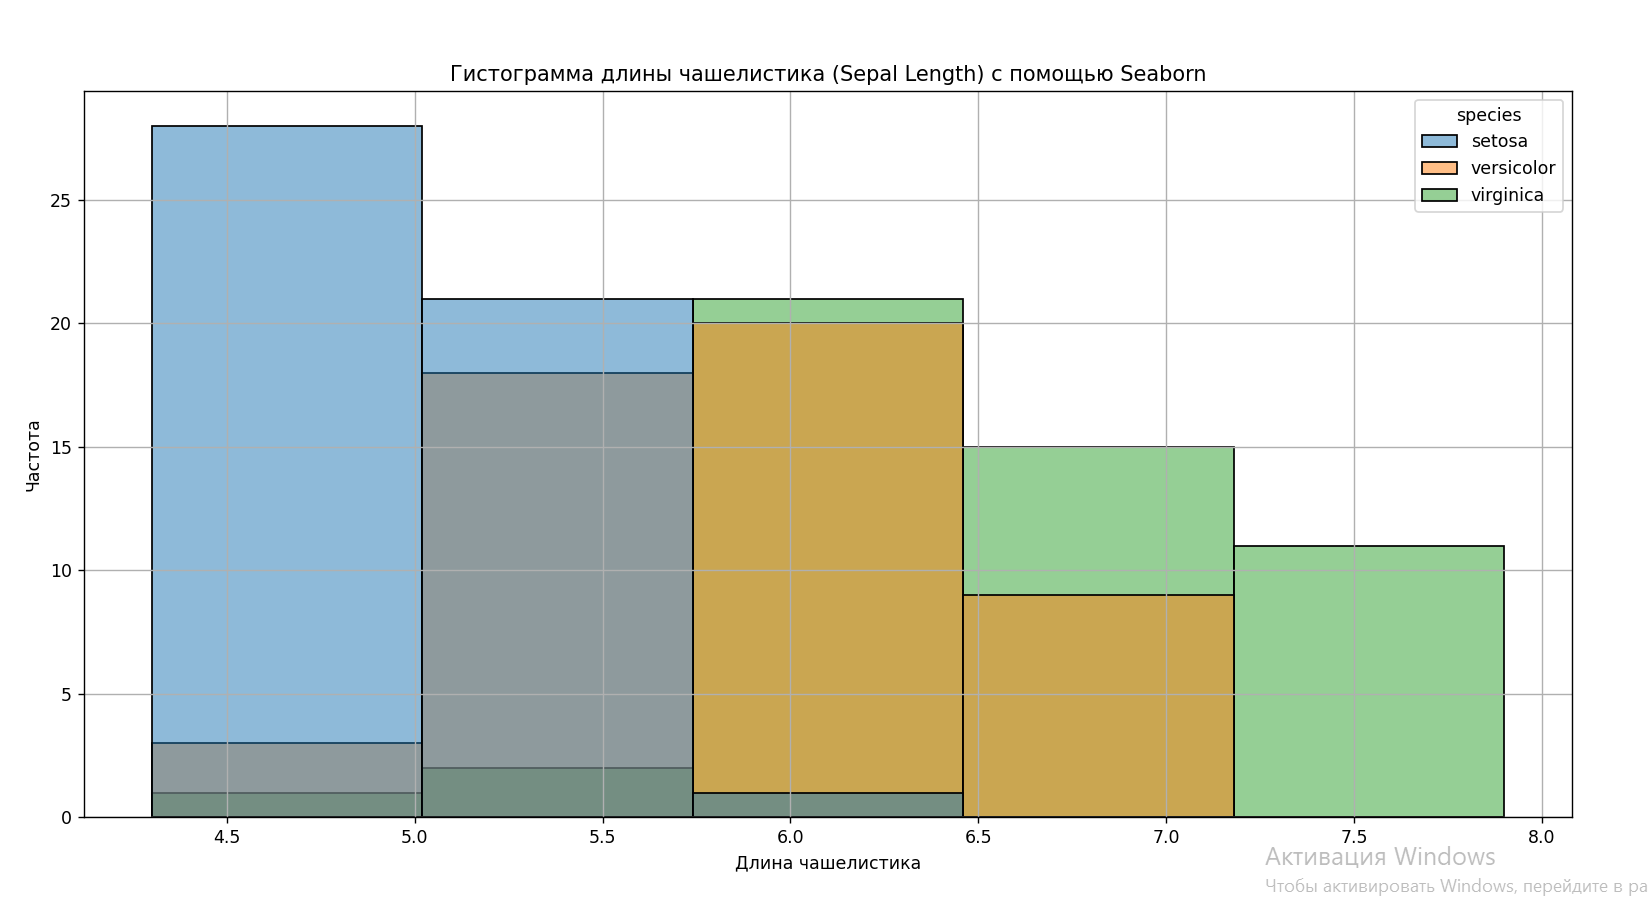 Гистограмма длины чашелистика (Sepal Length) с помощью Seaborn
species
setosa
versicolor
virginica
25
20
15
10
5
0
Частота
4.5 5.0 5.5 6.0 6.5 7.0 7.5 8.0
Длина чашелистика
Активация Windows
Чтобы активировать Windows, перейдите в ра